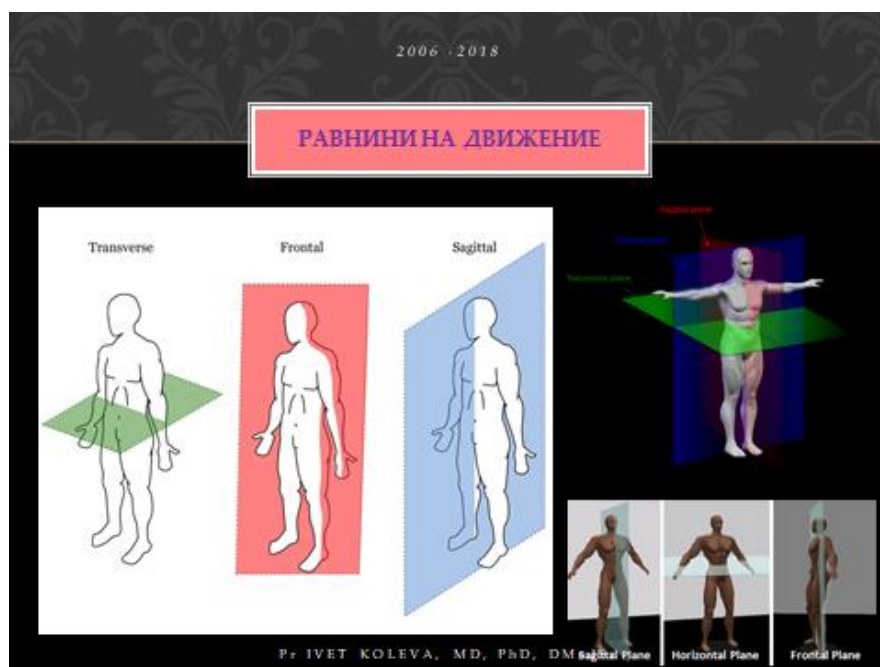 2006 -2018
РАВНИНИ НА ДВИЖЕНИЕ
Transverse Frontal Sagittal
Sagittal plane
Transverse plane
Sagittal Plane Horizontal Plane Frontal Plane
Pr IVET KOLEVA, MD, PhD,